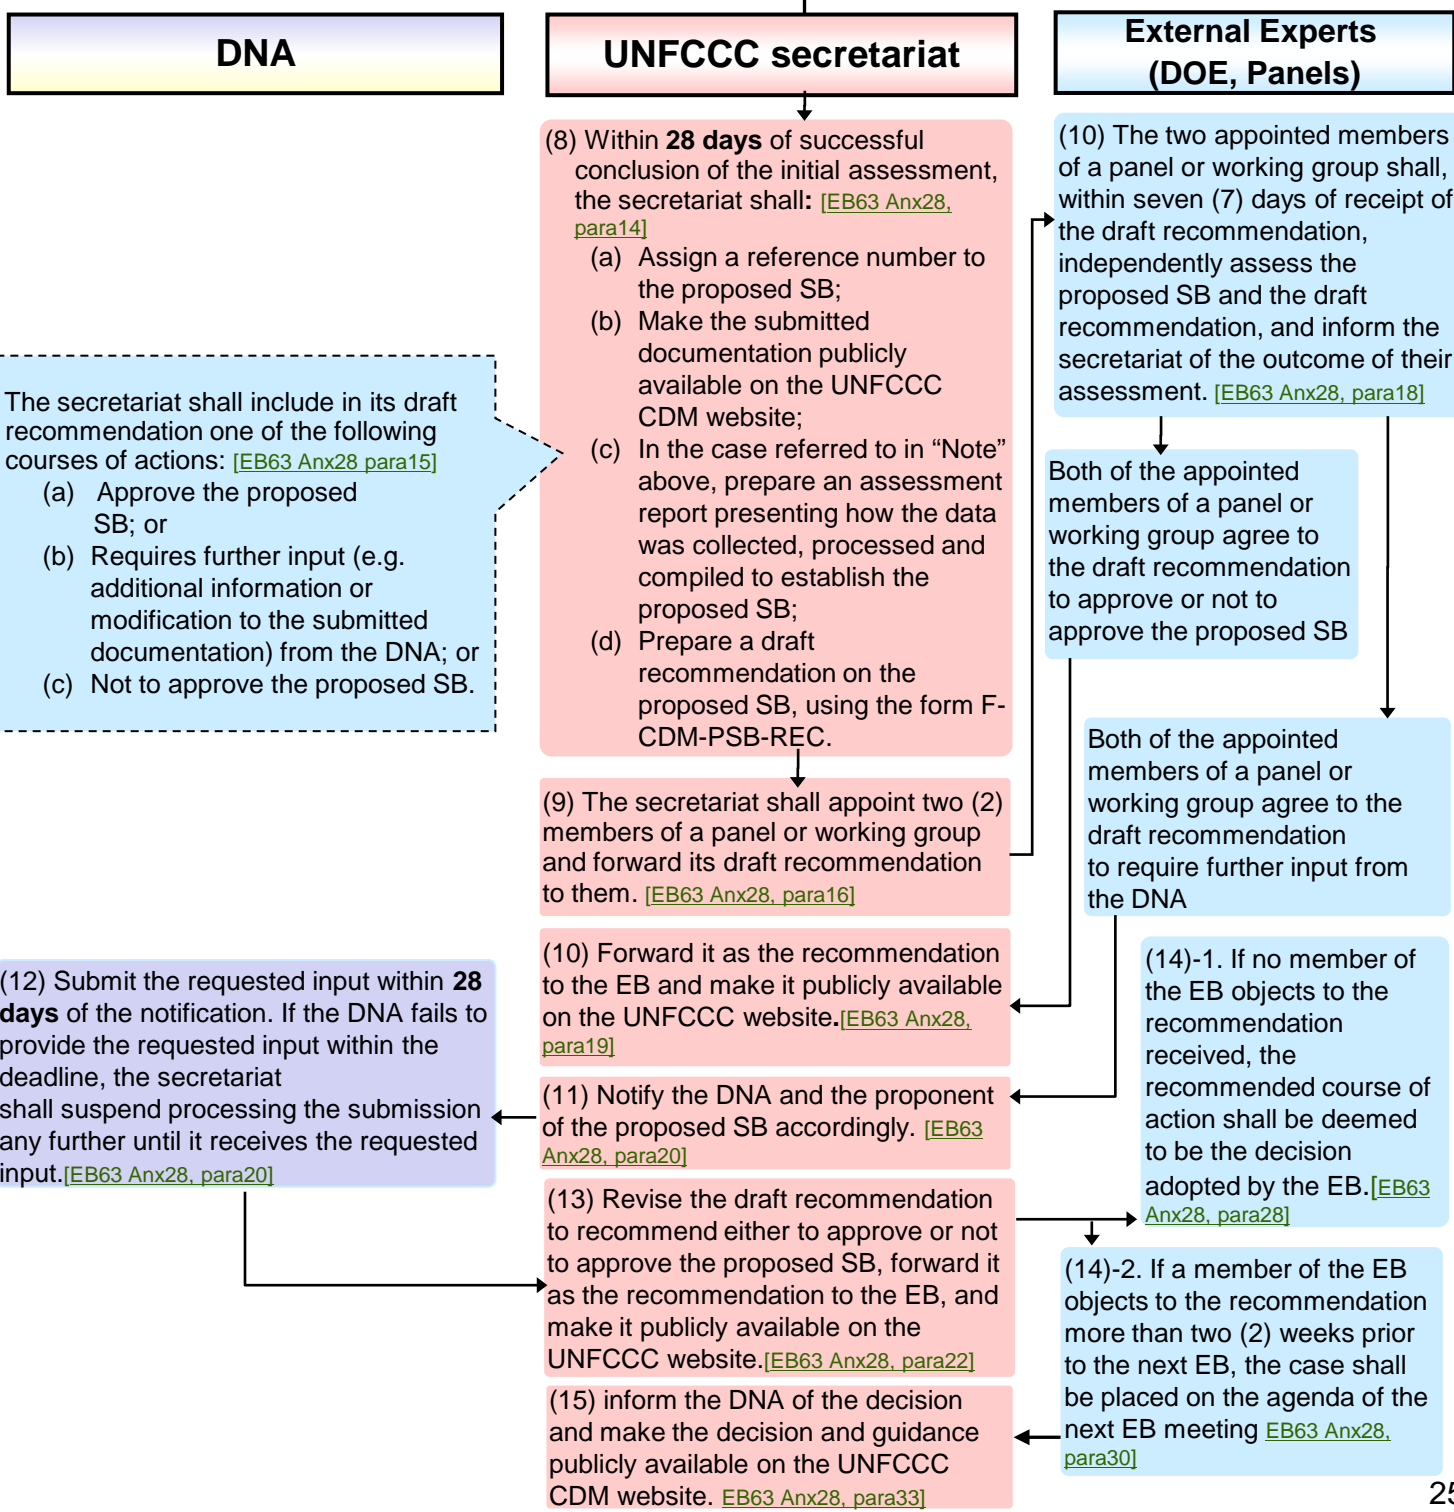 DNA
UNFCCC secretariat
External Experts
(DOE, Panels)
(8) Within 28 days of successful
conclusion of the initial assessment,
the secretariat shall: [EB63 Anx28,
para14]
(a) Assign a reference number to
the proposed SB;
(b) Make the submitted
documentation publicly
available on the UNFCCC
CDM website;
(c) In the case referred to in “Note”
above, prepare an assessment
report presenting how the data
was collected, processed and
compiled to establish the
proposed SB;
(d) Prepare a draft
recommendation on the
proposed SB, using the form F-
CDM-PSB-REC.
The secretariat shall include in its draft
recommendation one of the following
courses of actions: [EB63 Anx28 para15]
(a) Approve the proposed
SB; or
(b) Requires further input (e.g.
additional information or
modification to the submitted
documentation) from the DNA; or
(c) Not to approve the proposed SB.
(9) The secretariat shall appoint two (2)
members of a panel or working group
and forward its draft recommendation
to them. [EB63 Anx28, para16]
(10) The two appointed members
of a panel or working group shall,
within seven (7) days of receipt of
the draft recommendation,
independently assess the
proposed SB and the draft
recommendation, and inform the
secretariat of the outcome of their
assessment. [EB63 Anx28, para18]
Both of the appointed
members of a panel or
working group agree to
the draft recommendation
to approve or not to
approve the proposed SB
Both of the appointed
members of a panel or
working group agree to the
draft recommendation
to require further input from
the DNA
(10) Forward it as the recommendation
to the EB and make it publicly available
on the UNFCCC website.[EB63 Anx28,
para19]
(11) Notify the DNA and the proponent
of the proposed SB accordingly. [EB63
Anx28, para20]
(12) Submit the requested input within 28
days of the notification. If the DNA fails to
provide the requested input within the
deadline, the secretariat
shall suspend processing the submission
any further until it receives the requested
input.[EB63 Anx28, para20]
(13) Revise the draft recommendation
to recommend either to approve or not
to approve the proposed SB, forward it
as the recommendation to the EB, and
make it publicly available on the
UNFCCC website.[EB63 Anx28, para22]
(14)-1. If no member of
the EB objects to the
recommendation
received, the
recommended course of
action shall be deemed
to be the decision
adopted by the EB.[EB63
Anx28, para28]
(14)-2. If a member of the EB
objects to the recommendation
more than two (2) weeks prior
to the next EB, the case shall
be placed on the agenda of the
next EB meeting EB63 Anx28,
para30]
(15) inform the DNA of the decision
and make the decision and guidance
publicly available on the UNFCCC
CDM website. EB63 Anx28, para33]
25